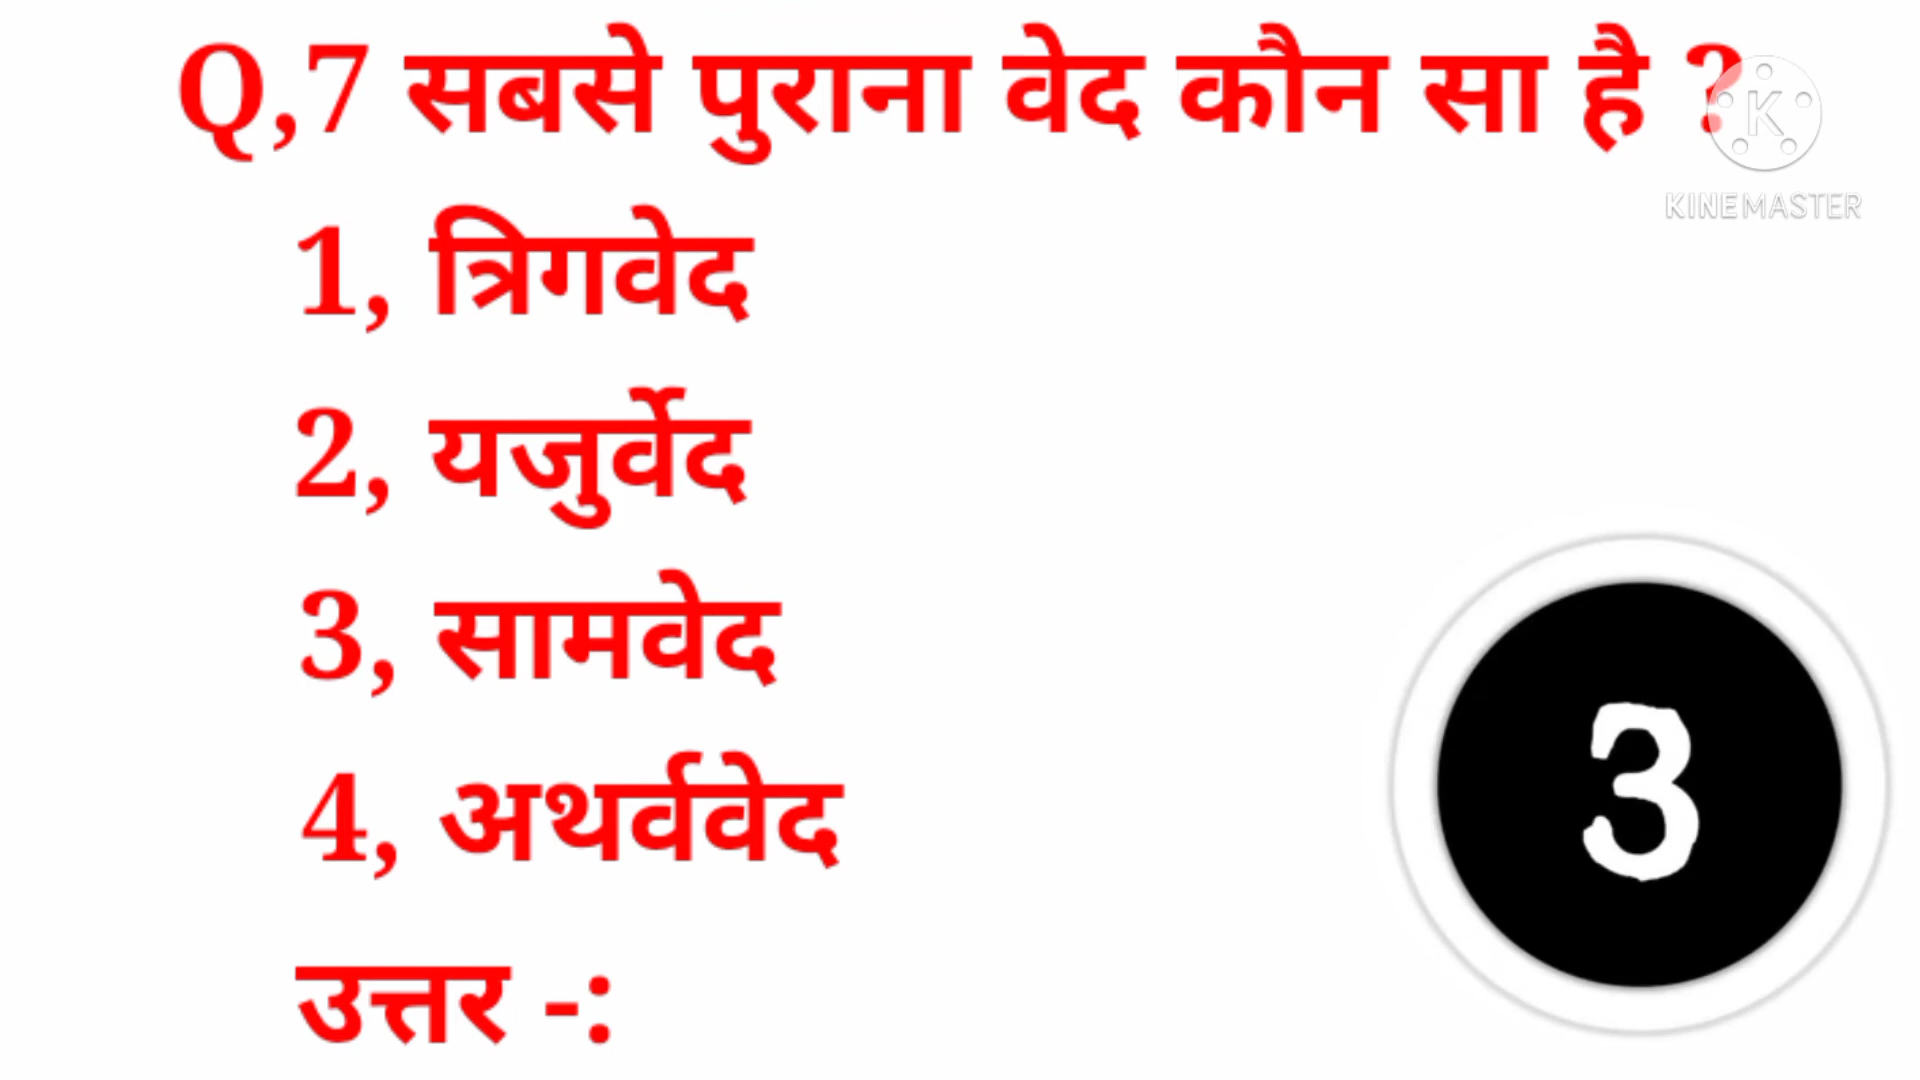 Q,7 सबसे पुराना वेद कौन सा है ?
KINEMASTER
1, त्रिगवेद
2, यजुर्वेद
3, सामवेद
4, अथर्ववेद
3
उत्तर -: